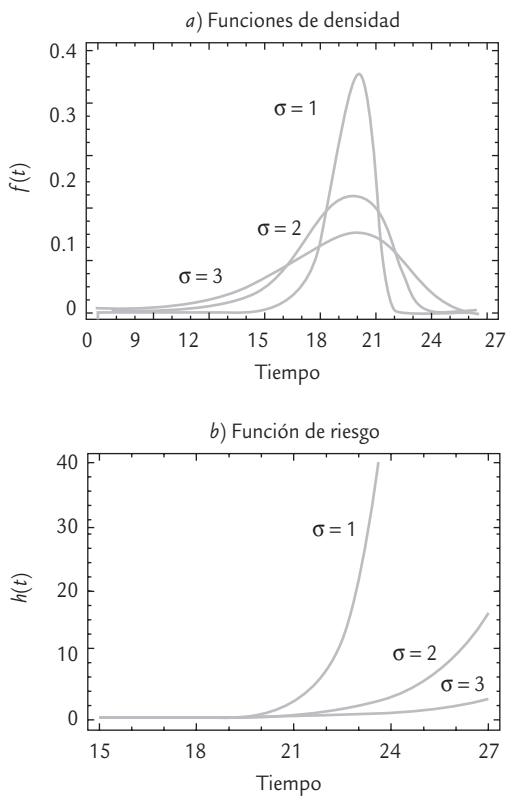 a) Funciones de densidad
0.4
0.3
0.2
0.1
0
f(t)
σ = 1
σ = 2
σ = 3
0 9 12 15 18 21 24 27
Tiempo
b) Función de riesgo
40
30
20
10
0
h(t)
σ = 1
σ = 2
σ = 3
15 18 21 24 27
Tiempo